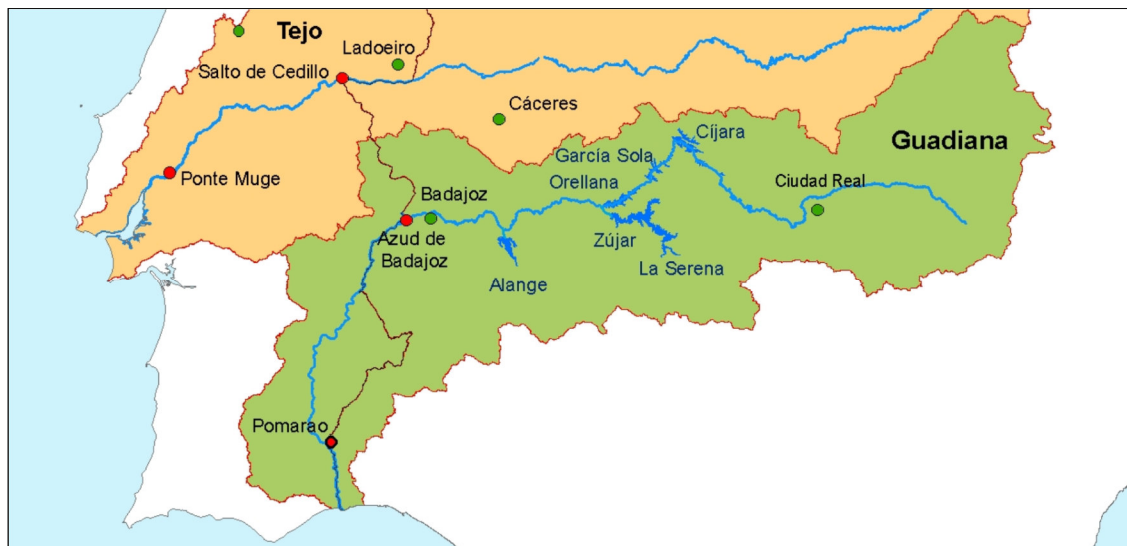 Tejo
Ladoeiro
Salto de Cedillo
Cáceres
Cíjara
Guadiana
García Sola
Ponte Muge
Orellana
Ciudad Real
Badajoz
Azud de
Badajoz
Zújar
La Serena
Alange
Pomarao